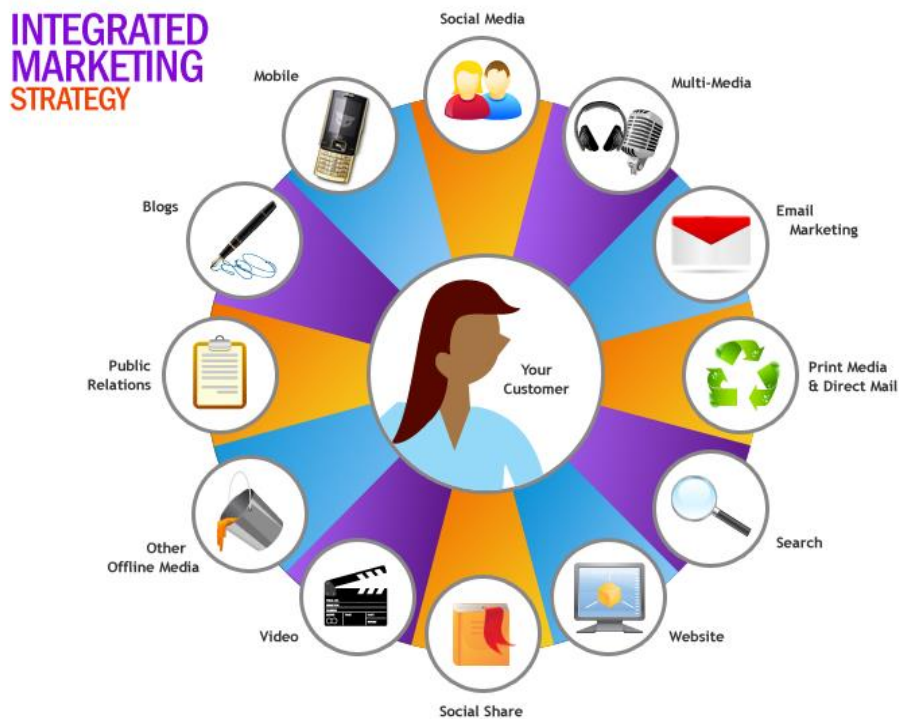 INTEGRATED
MARKETING
STRATEGY
Social Media
Multi-Media
Email
Marketing
Print Media
& Direct Mail
Search
Website
Social Share
Video
Other
Offline Media
Public
Relations
Blogs
Mobile
Your
Customer